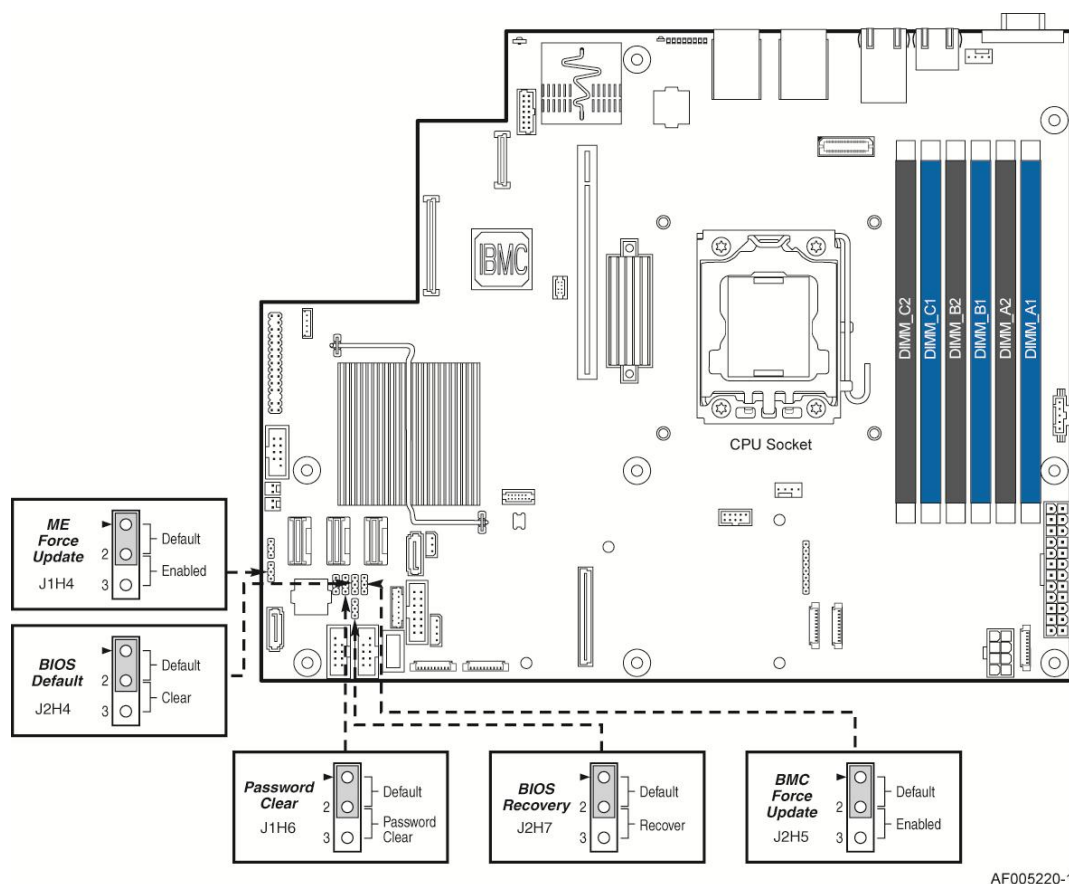 IBMC
DIMM_C2
DIMM_C1
DIMM_B2
DIMM_B1
DIMM_A2
DIMM_A1
CPU Socket
ME
Force
Update
J1H4
2
3
Default
Enabled
BIOS
Default
J2H4
2
3
Default
Clear
Password
Clear
J1H6
2
3
Default
Password
Clear
BIOS
Recovery
J2H7
2
3
Default
Recover
BMC
Force
Update
J2H5
2
3
Default
Enabled